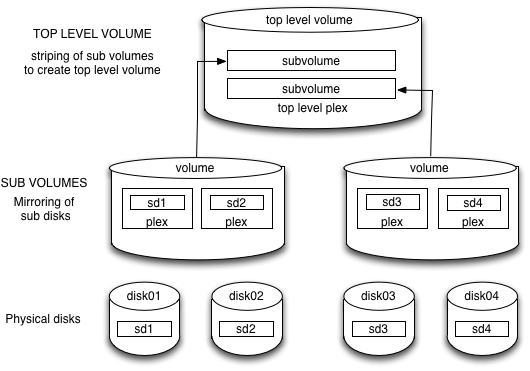 top level volume
TOP LEVEL VOLUME
striping of sub volumes
to create top level volume
subvolume
subvolume
top level plex
volume
volume
SUB VOLUMES
Mirroring of
sub disks
sd1
sd2
sd3
sd4
plex
plex
plex
plex
disk01
disk02
disk03
disk04
Physical disks
sd1
sd2
sd3
sd4